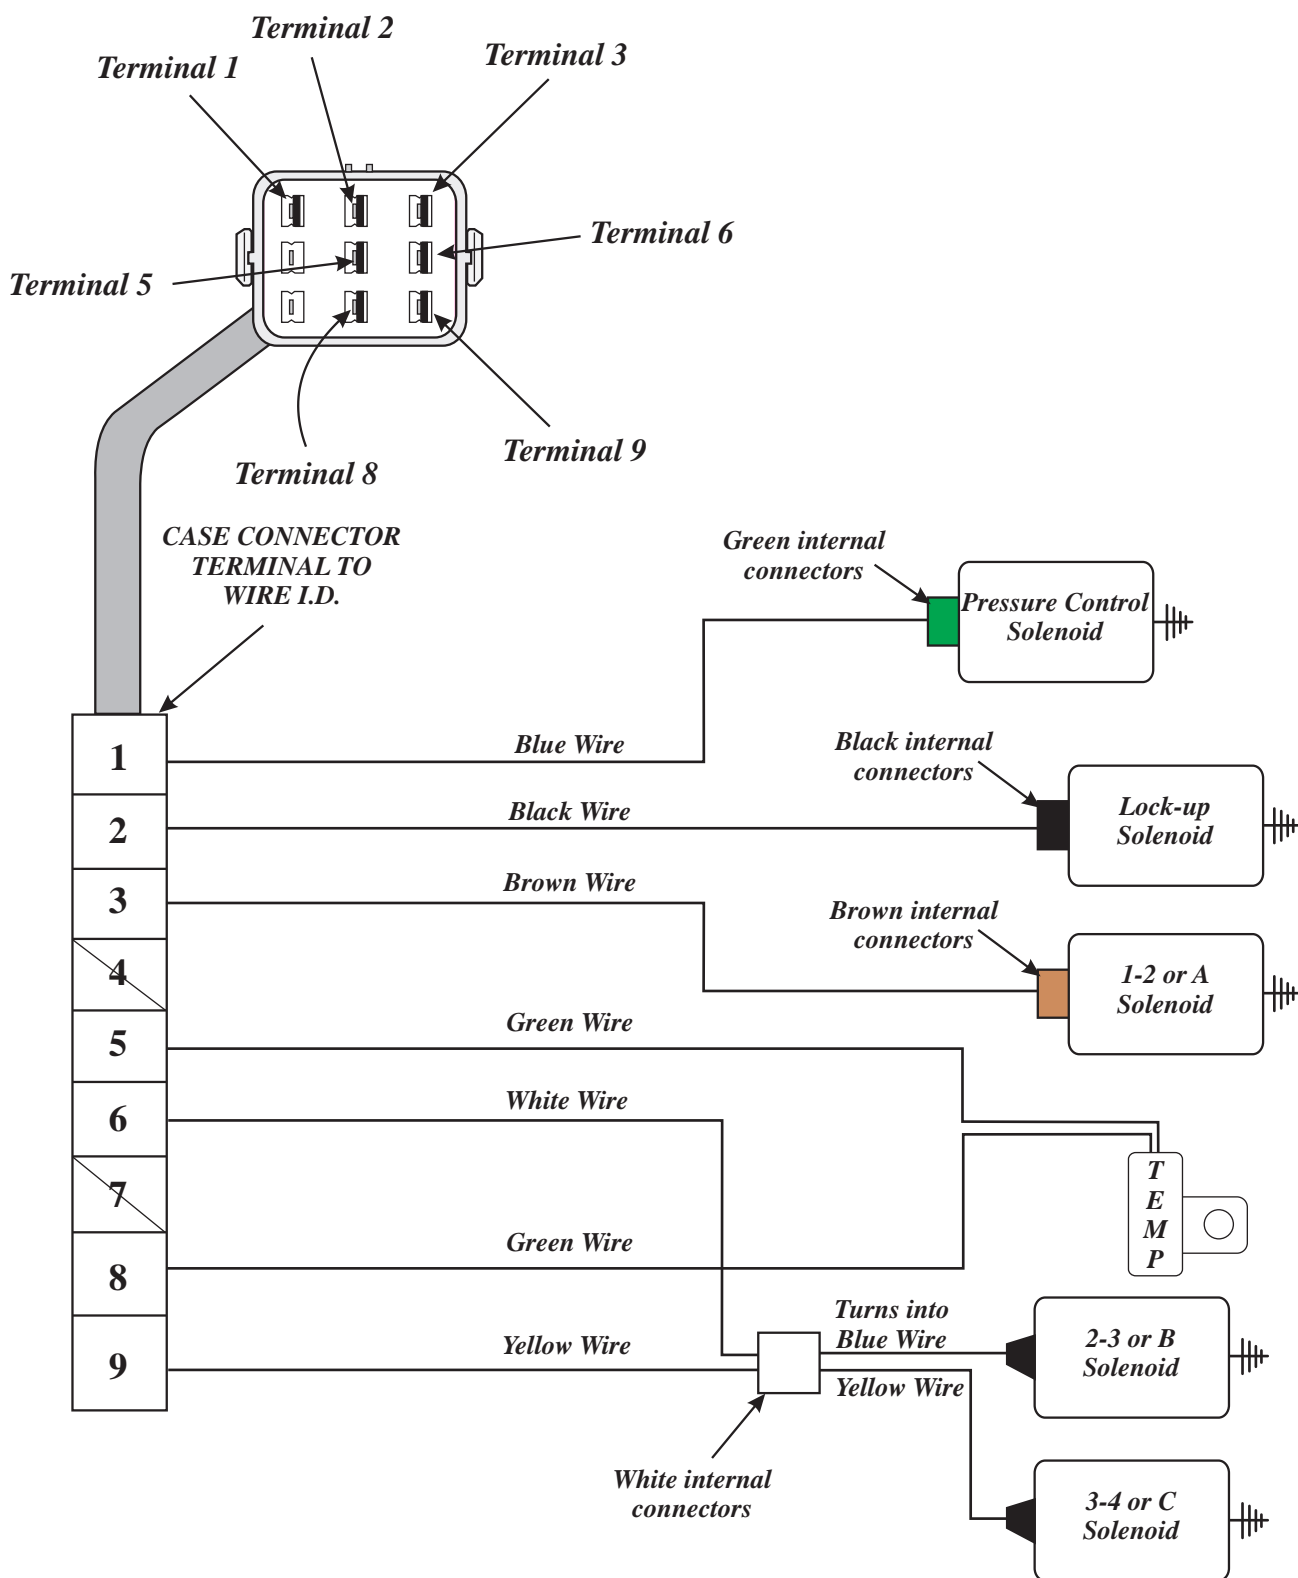 Terminal 2
Terminal 1
Terminal 3
Terminal 6
Terminal 5
Terminal 9
Terminal 8
CASE CONNECTOR
TERMINAL TO
WIRE I.D.
Green internal
connectors
Pressure Control
Solenoid
1
Blue Wire
Black internal
connectors
2
Black Wire
Lock-up
Solenoid
3
Brown Wire
Brown internal
connectors
4
1-2 or A
Solenoid
5
Green Wire
6
White Wire
7
T
E
M
P
8
Green Wire
9
Yellow Wire
Turns into
Blue Wire
Yellow Wire
2-3 or B
Solenoid
White internal
connectors
3-4 or C
Solenoid